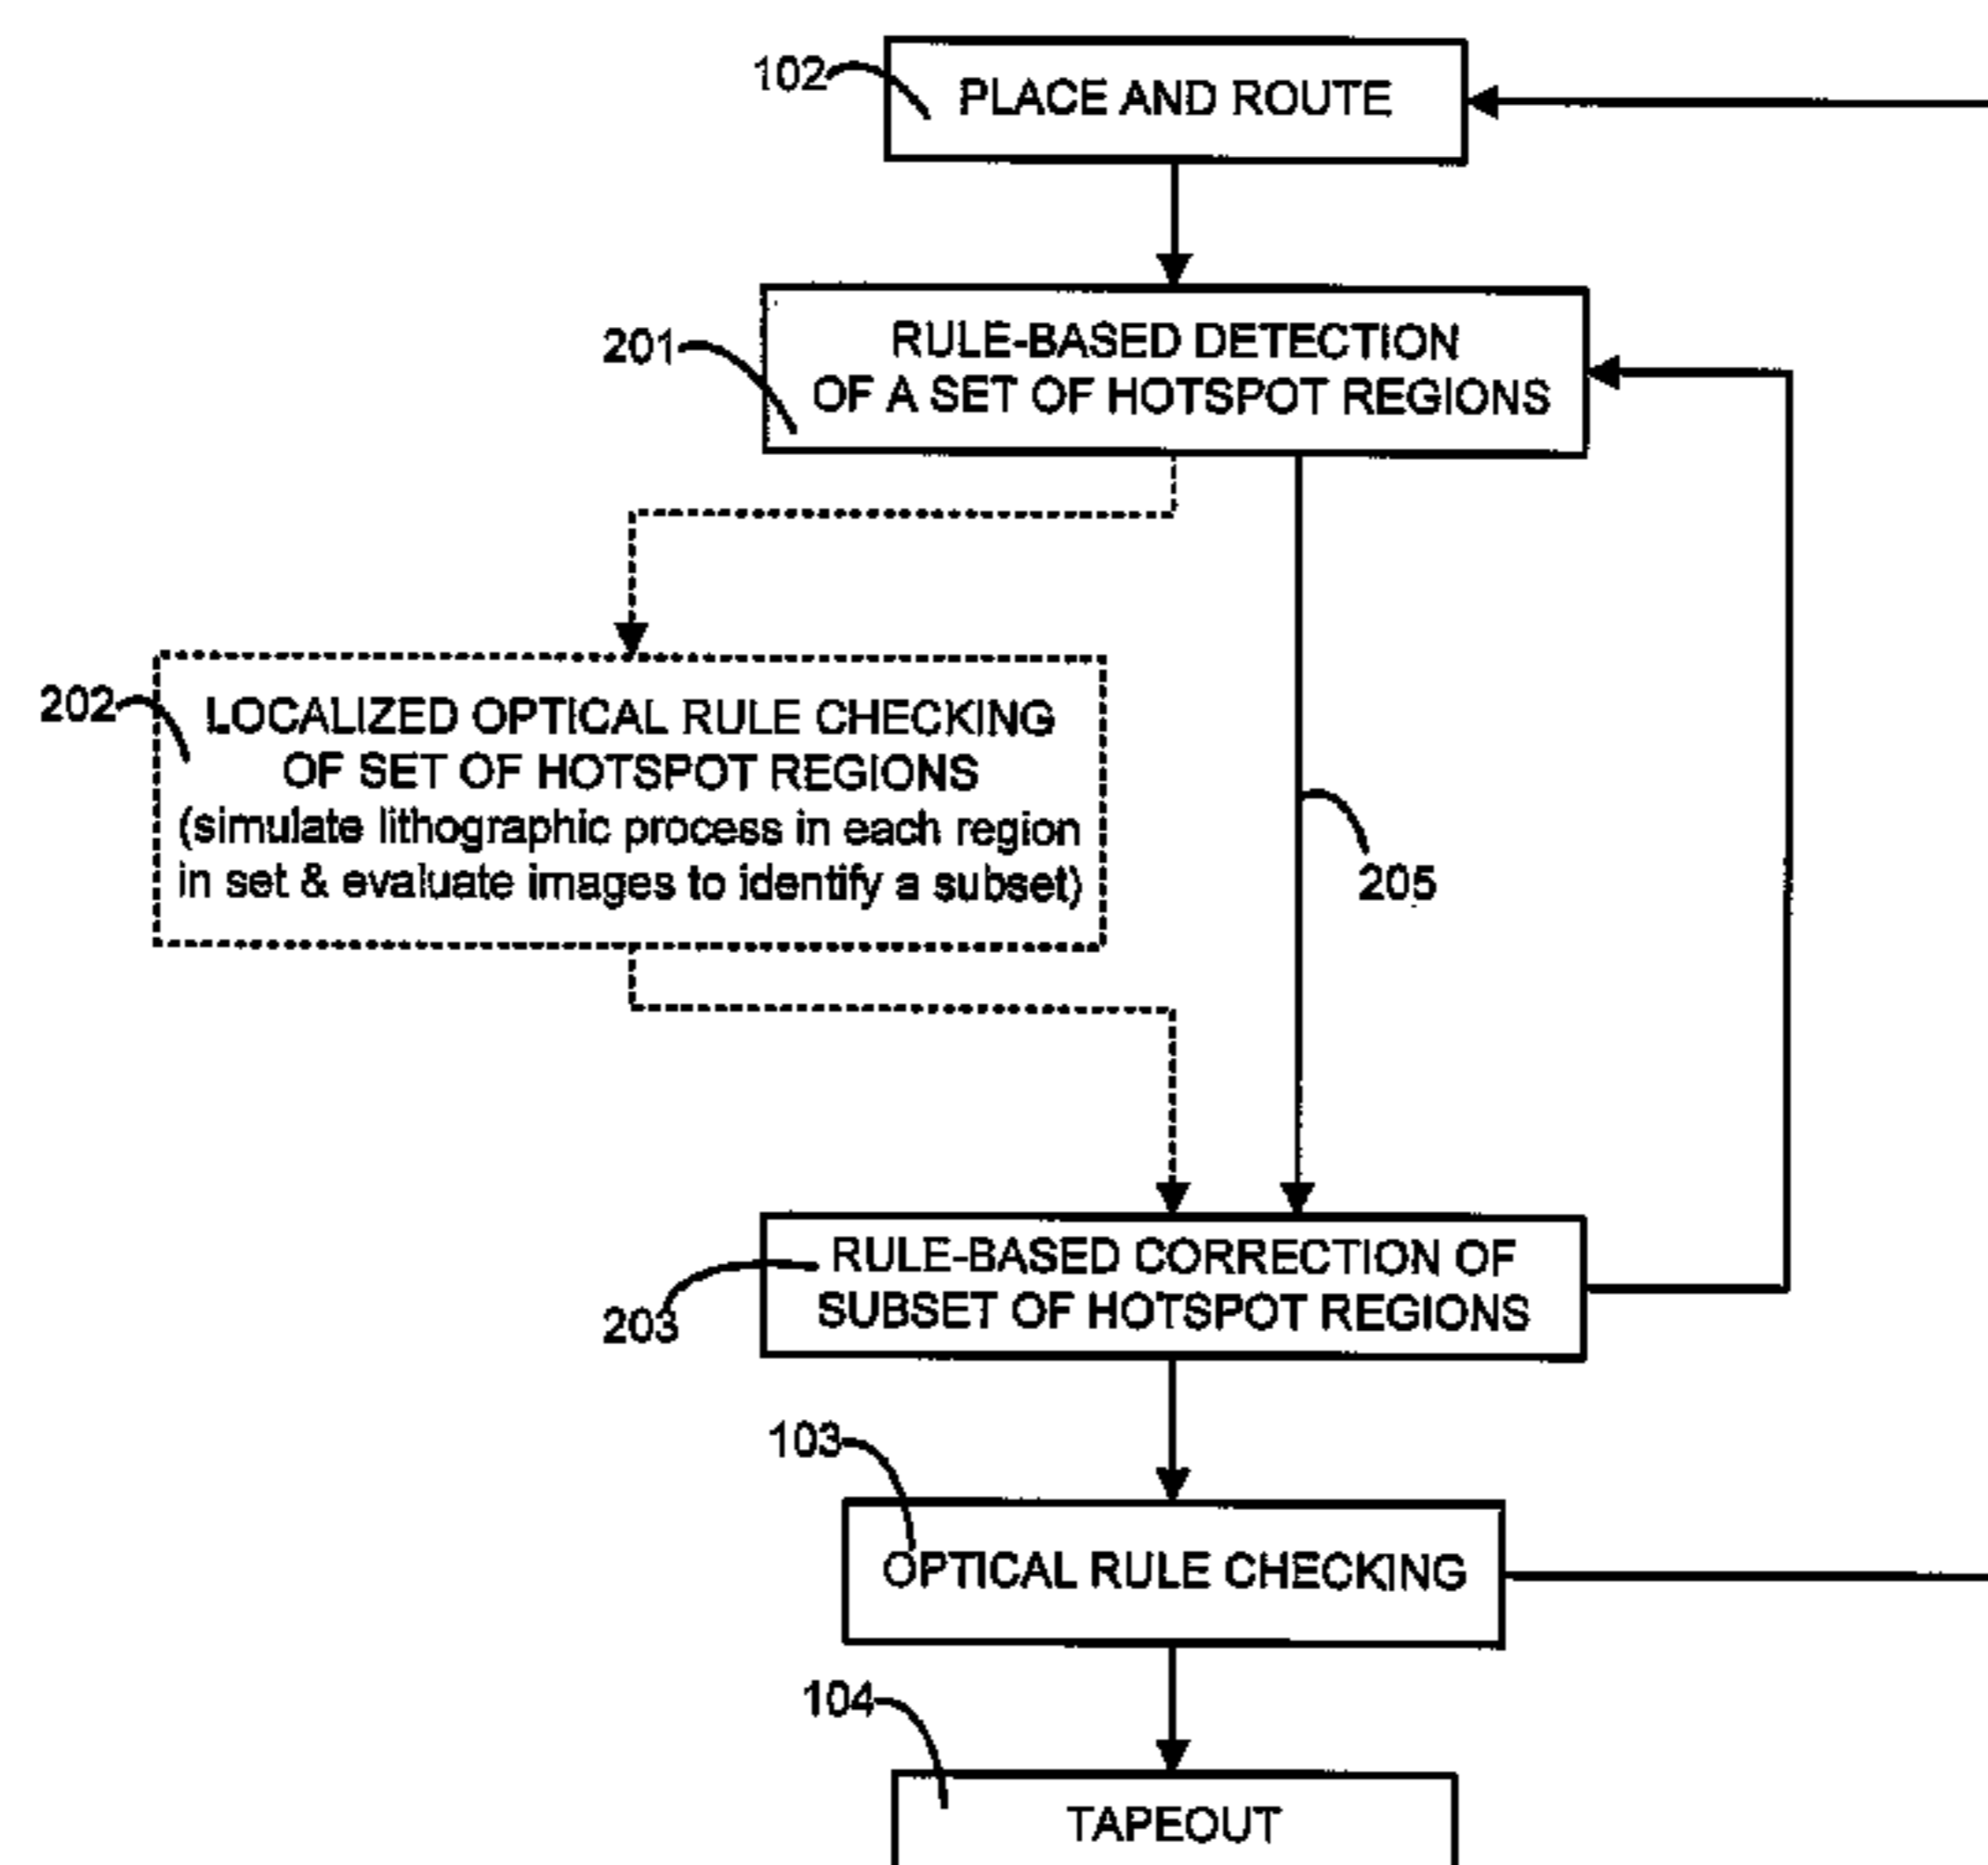 102
PLACE AND ROUTE
201
RULE-BASED DETECTION
OF A SET OF HOTSPOT REGIONS
202
LOCALIZED OPTICAL RULE CHECKING
OF SET OF HOTSPOT REGIONS
(simulate lithographic process in each region
in set & evaluate images to identify a subset)
205
203
RULE-BASED CORRECTION OF
SUBSET OF HOTSPOT REGIONS
103
OPTICAL RULE CHECKING
104
TAPEOUT